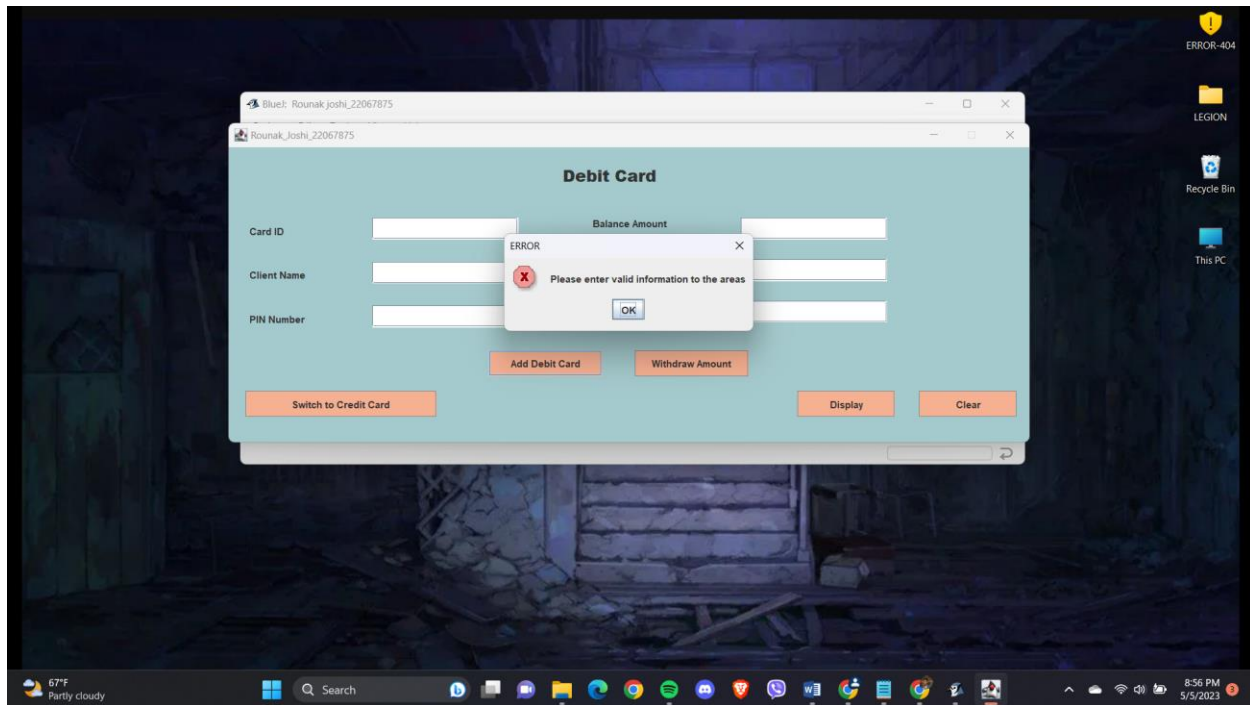 ERROR-404
LEGION
Recycle Bin
This PC
BlueJ: Rounak joshi_22067875
Rounak_Joshi_22067875
Debit Card
Card ID
Balance Amount
ERROR
Client Name
Please enter valid information to the areas
OK
PIN Number
Add Debit Card
Withdraw Amount
Switch to Credit Card
Display
Clear
67°F
Partly cloudy
Search
8:56 PM
5/5/2023